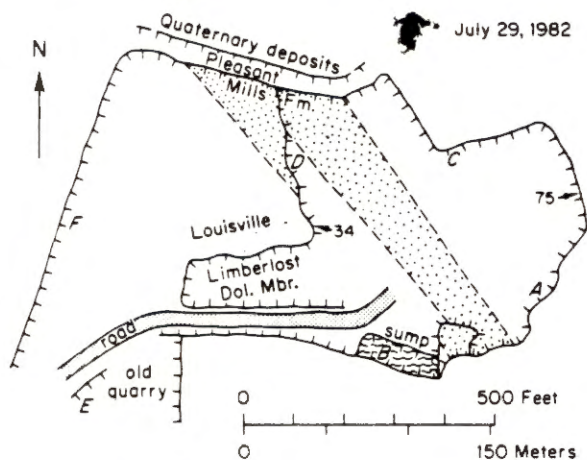 Quaternary deposits
July 29, 1982
N
Pleasant
Mills Fm.
C
D
F
75
34
Louisville
Limberlost
Dol. Mbr.
A
road
sump
B
E
old
quarry
0 500 Feet
0 150 Meters